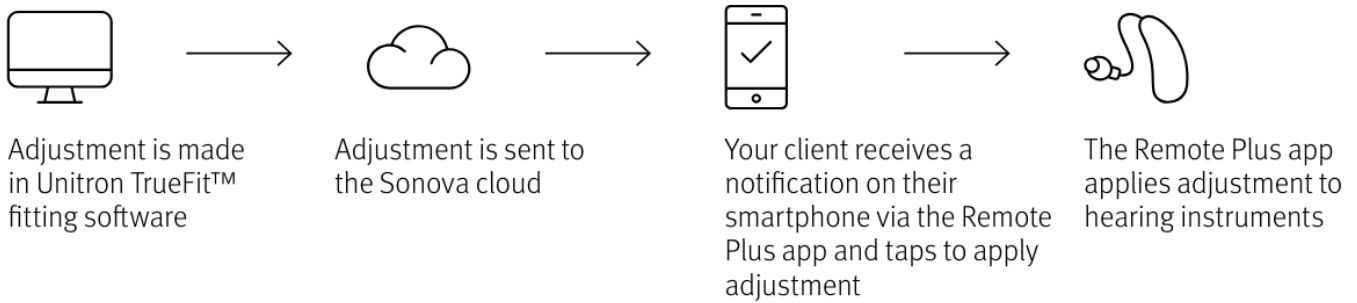 Adjustment is made
in Unitron TrueFit™
fitting software
Adjustment is sent to
the Sonova cloud
Your client receives a
notification on their
smartphone via the Remote
Plus app and taps to apply
adjustment
The Remote Plus app
applies adjustment to
hearing instruments